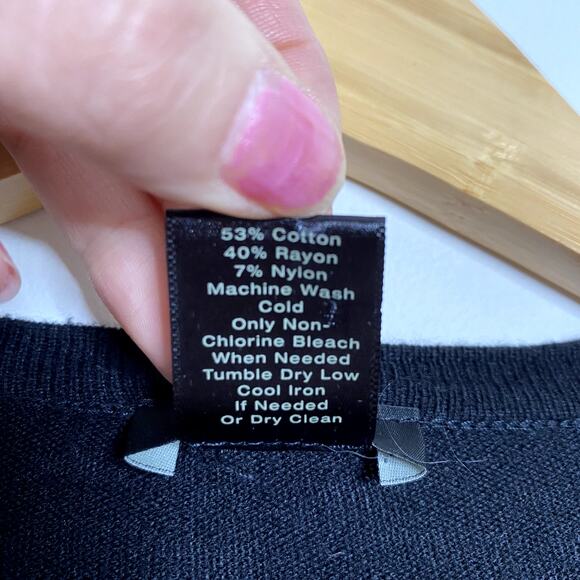 53% Cotton
40% Rayon
7% Nylon
Machine Wash
Cold
Only Non-
Chlorine Bleach
When Needed
Tumble Dry Low
Cool Iron
If Needed
Or Dry Clean